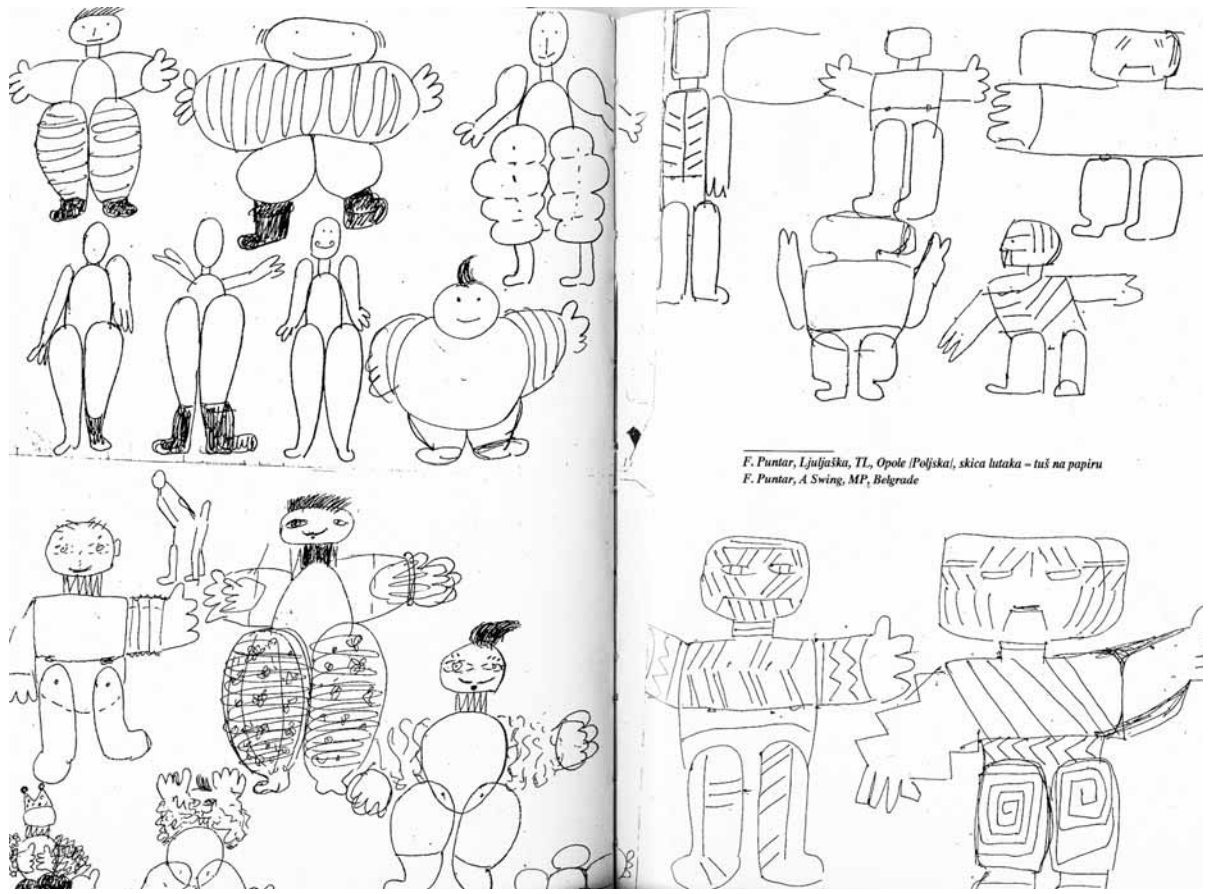 F. Puntar, Ljuljaška, TL, Opole /Poljska/, skica lutaka – tuš na papiru
F. Puntar, A Swing, MP, Belgrade